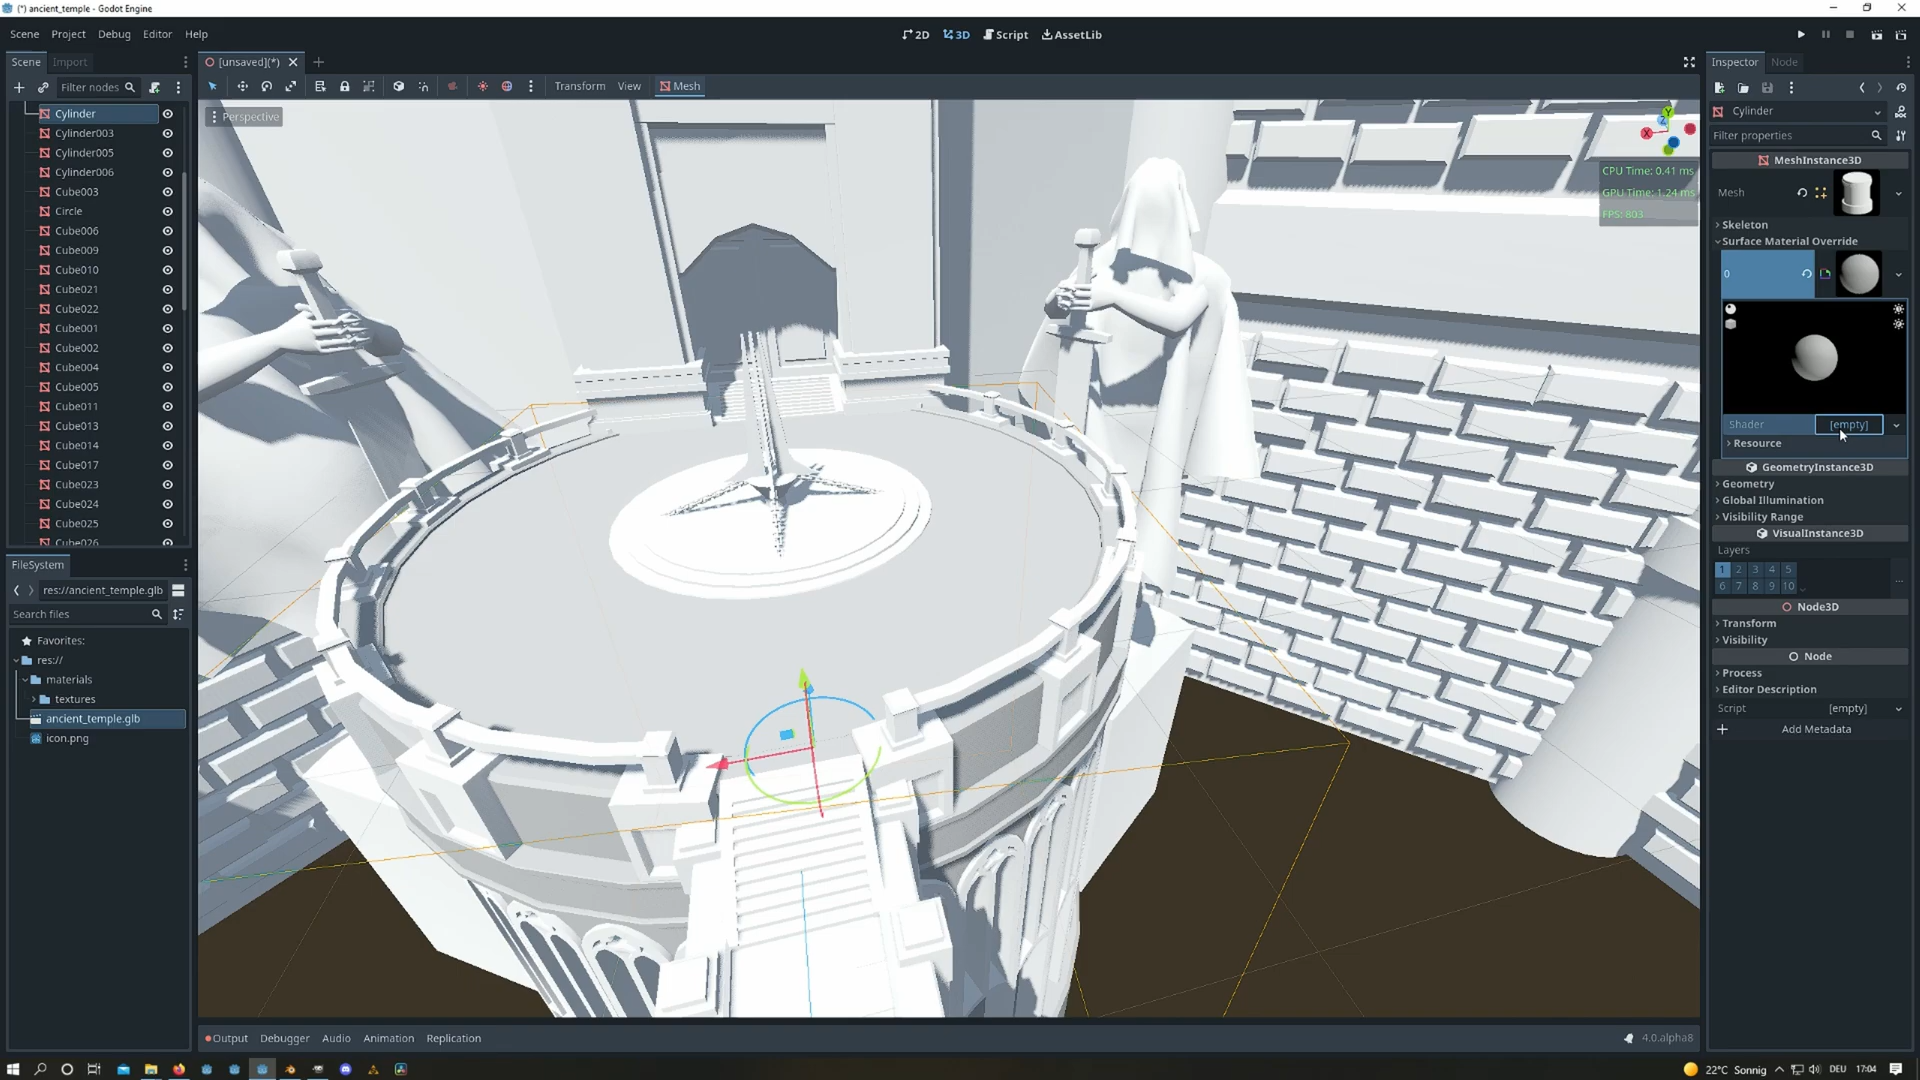 (*) ancient_temple - Godot Engine
Scene Project Debug Editor Help
2D 3D Script AssetLib
Scene Import
[unsaved](*)
Inspector Node
Filter nodes
Transform View Mesh
Perspective
Cylinder
Cylinder003
Cylinder005
Cylinder006
Cube003
Circle
Cube006
Cube009
Cube010
Cube021
Cube022
Cube001
Cube002
Cube004
Cube005
Cube011
Cube013
Cube014
Cube017
Cube023
Cube024
Cube025
Cube026
FileSystem
res://ancient_temple.glb
Search files
Favorites:
res://
materials
textures
ancient_temple.glb
icon.png
Y
Z
X
CPU Time: 0.41 ms
GPU Time: 1.24 ms
FPS: 803
Cylinder
Filter properties
MeshInstance3D
Mesh
Skeleton
Surface Material Override
0
Shader [empty]
Resource
GeometryInstance3D
Geometry
Global Illumination
Visibility Range
VisualInstance3D
Layers
1 2 3 4 5
6 7 8 9 10
Node3D
Transform
Visibility
Node
Process
Editor Description
Script [empty]
Add Metadata
Output Debugger Audio Animation Replication
4.0.alpha8
22°C Sonnig DEU 17:04